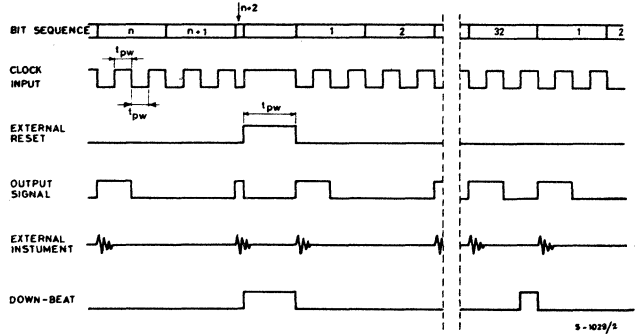 n+2
BIT SEQUENCE n n+1 1 2 32 1 2
tpw
CLOCK
INPUT
tpw
tpw
EXTERNAL
RESET
OUTPUT
SIGNAL
EXTERNAL
INSTUMENT
DOWN-BEAT
S-1029/2